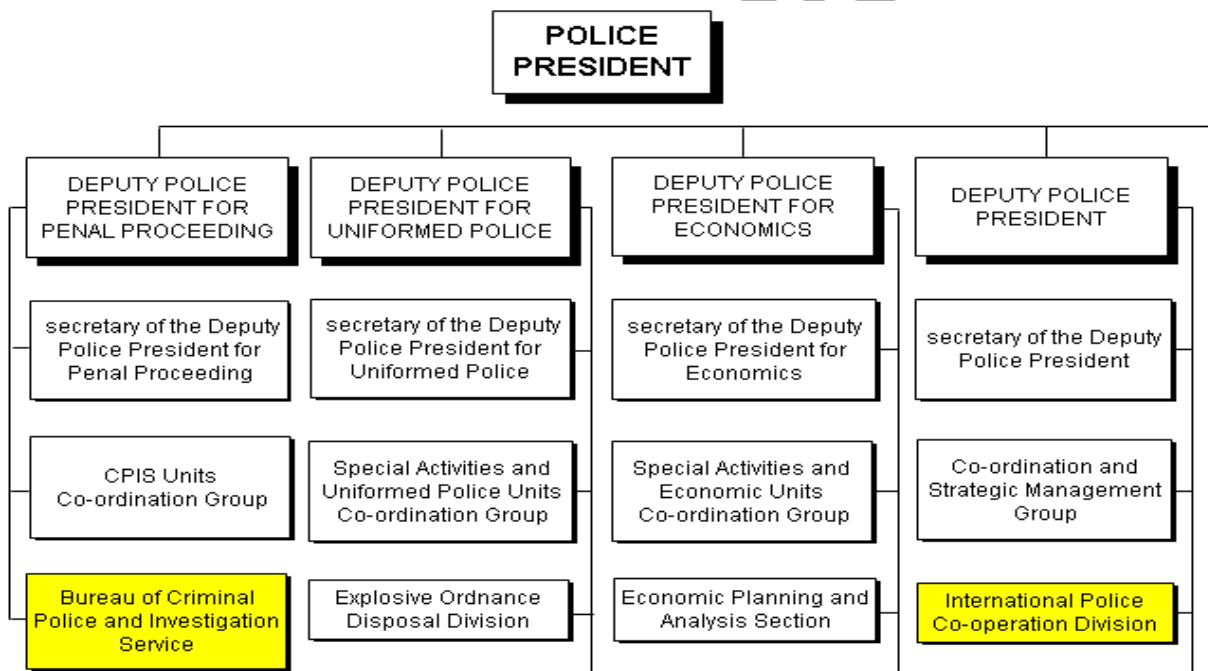 POLICE
PRESIDENT
DEPUTY POLICE
PRESIDENT FOR
PENAL PROCEEDING
DEPUTY POLICE
PRESIDENT FOR
UNIFORMED POLICE
DEPUTY POLICE
PRESIDENT FOR
ECONOMICS
DEPUTY POLICE
PRESIDENT
secretary of the Deputy
Police President for
Penal Proceeding
secretary of the Deputy
Police President for
Uniformed Police
secretary of the Deputy
Police President for
Economics
secretary of the Deputy
Police President
CPIS Units
Co-ordination Group
Special Activities and
Uniformed Police Units
Co-ordination Group
Special Activities and
Economic Units
Co-ordination Group
Co-ordination and
Strategic Management
Group
Bureau of Criminal
Police and Investigation
Service
Explosive Ordnance
Disposal Division
Economic Planning and
Analysis Section
International Police
Co-operation Division